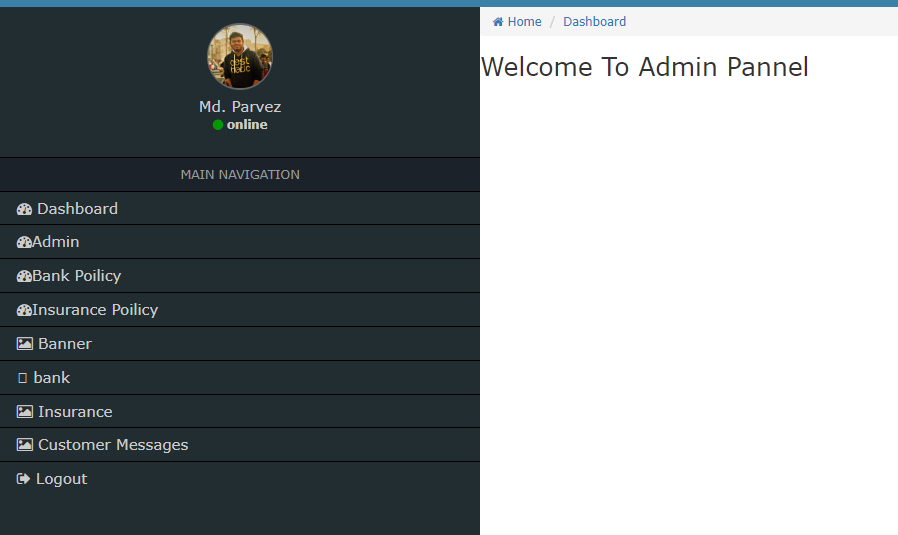 Home / Dashboard
Welcome To Admin Pannel
Md. Parvez
online
MAIN NAVIGATION
Dashboard
Admin
Bank Poilicy
Insurance Poilicy
Banner
bank
Insurance
Customer Messages
Logout